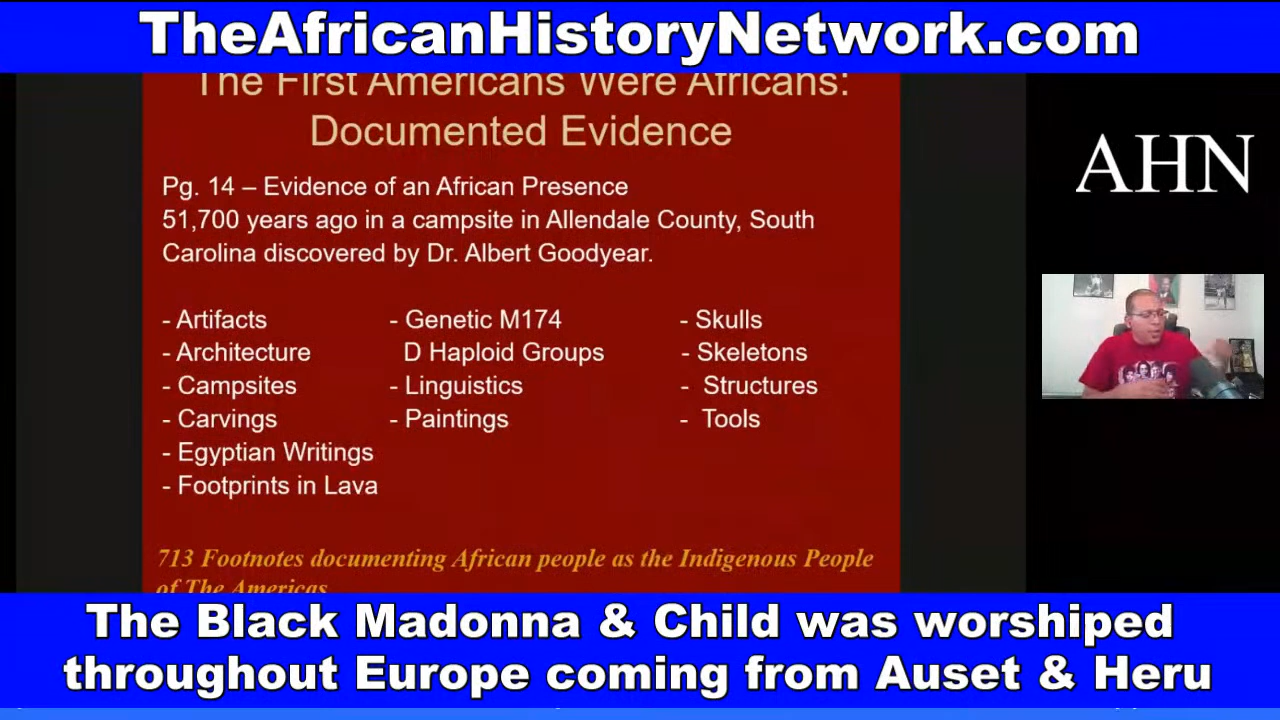 TheAfricanHistoryNetwork.com
The First Americans Were Africans:
Documented Evidence
AHN
Pg. 14 – Evidence of an African Presence
51,700 years ago in a campsite in Allendale County, South
Carolina discovered by Dr. Albert Goodyear.
- Artifacts - Genetic M174 - Skulls
- Architecture D Haploid Groups - Skeletons
- Campsites - Linguistics - Structures
- Carvings - Paintings - Tools
- Egyptian Writings
- Footprints in Lava
713 Footnotes documenting African people as the Indigenous People
of The Americas
The Black Madonna & Child was worshiped
throughout Europe coming from Auset & Heru